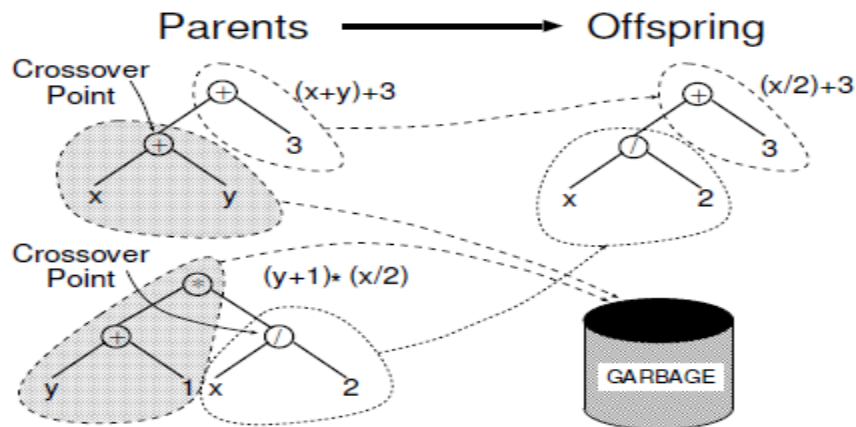 Parents
Offspring
Crossover
Point
+
(x+y)+3
+
3
x
y
+
(x/2)+3
/
3
x
2
Crossover
Point
(y+1)* (x/2)
*
+
/
y
1
x
2
GARBAGE